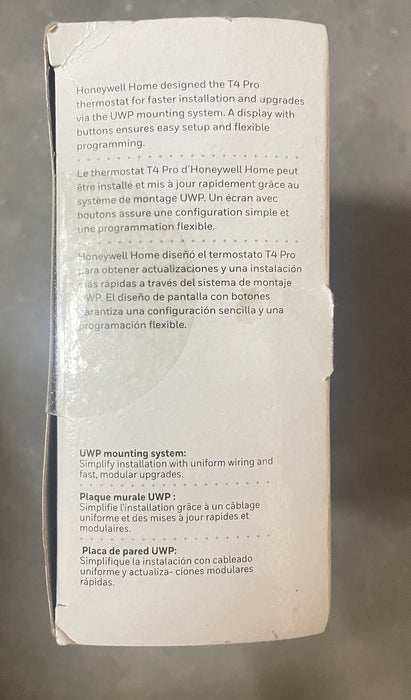 Honeywell Home designed the T4 Pro
thermostat for faster installation and upgrades
via the UWP mounting system. A display with
buttons ensures easy setup and flexible
programming.
Le thermostat T4 Pro d'Honeywell Home peut
être installé et mis à jour rapidement grâce au
système de montage UWP. Un écran avec
boutons assure une configuration simple et
une programmation flexible.
Honeywell Home diseñó el termostato T4 Pro
para obtener actualizaciones y una instalación
más rápidas a través del sistema de montaje
UWP. El diseño de pantalla con botones
garantiza una configuración sencilla y una
programación flexible.
UWP mounting system:
Simplify installation with uniform wiring and
fast, modular upgrades.
Plaque murale UWP :
Simplifie l'installation grâce à un câblage
uniforme et des mises à jour rapides et
modulaires.
Placa de pared UWP:
Simplifique la instalación con cableado
uniforme y actualiza- ciones modulares
rápidas.